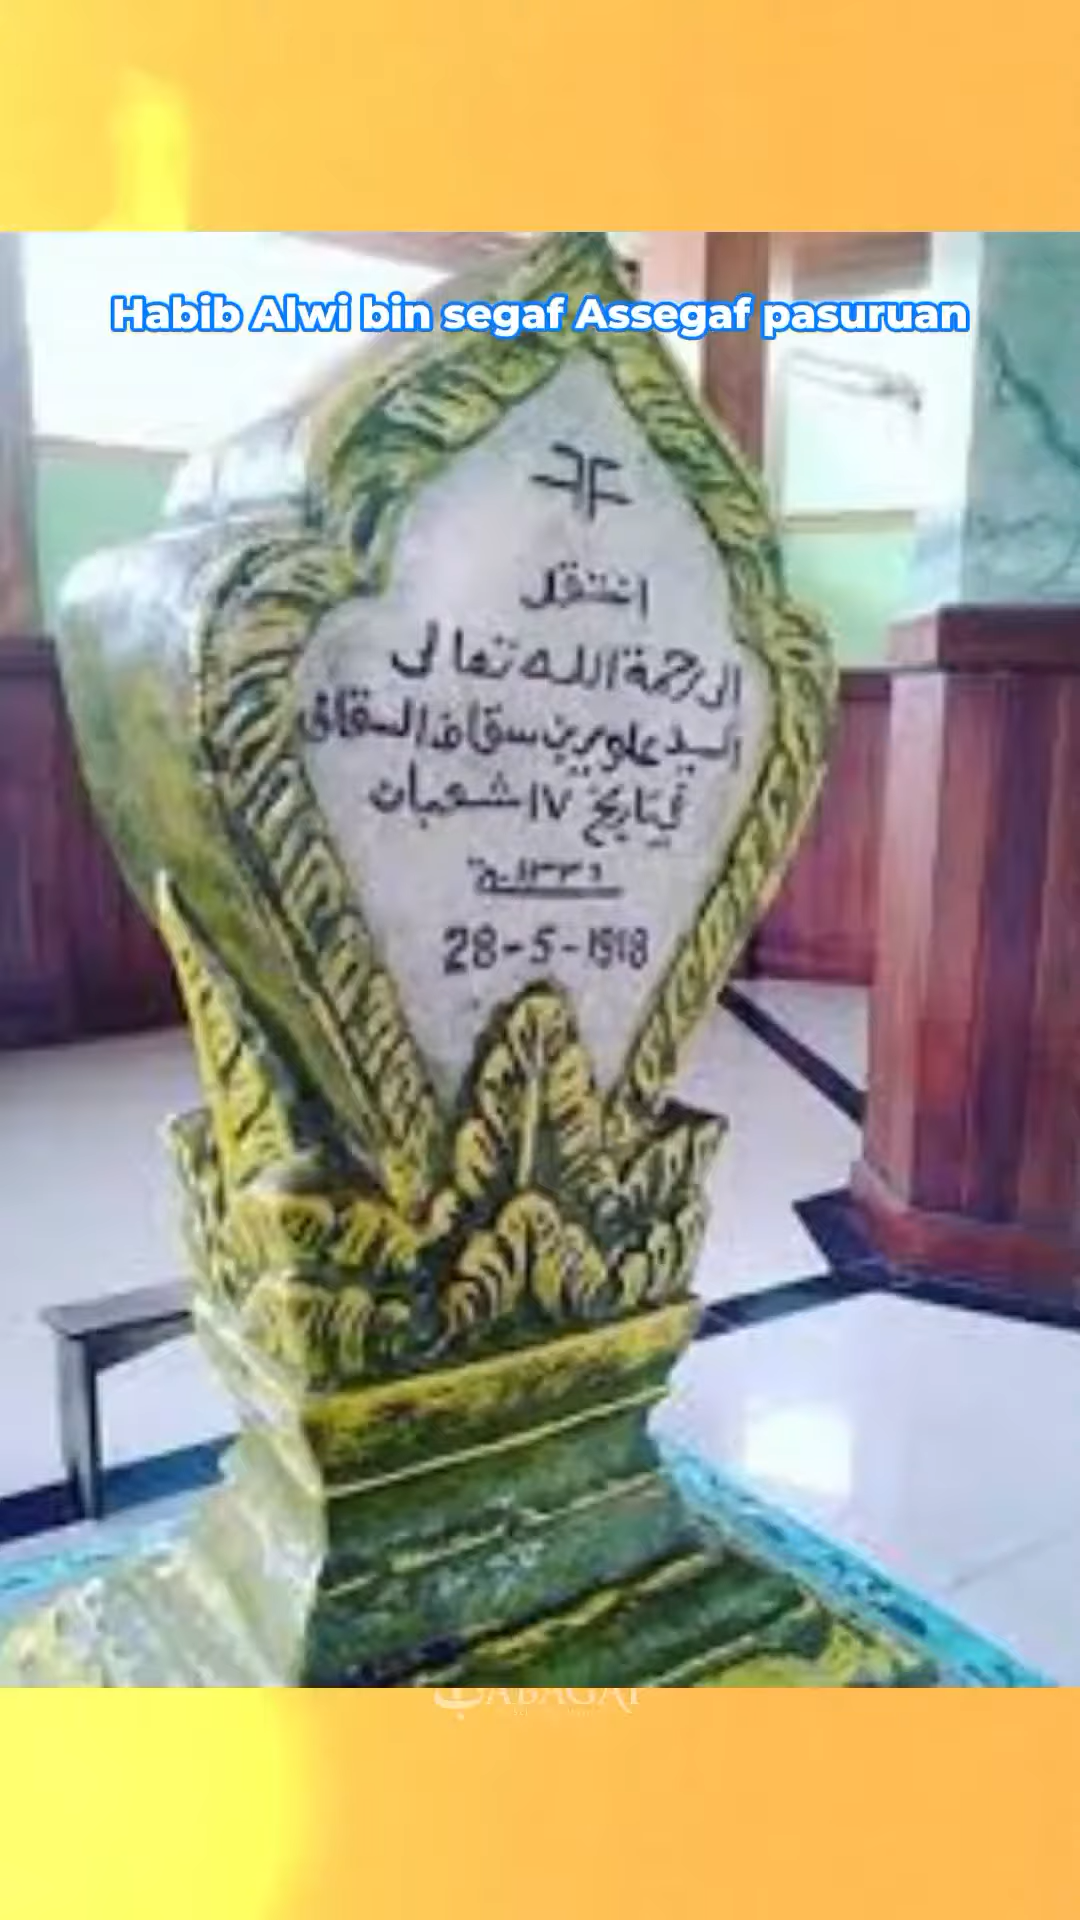 Habib Alwi bin segaf Assegaf pasuruan
انتقل
الى رحمة الله تعالى
السيد علوي بن سقاف السقاف
في تاريخ ١٧ شعبان
28-5-1918
ABAGAF